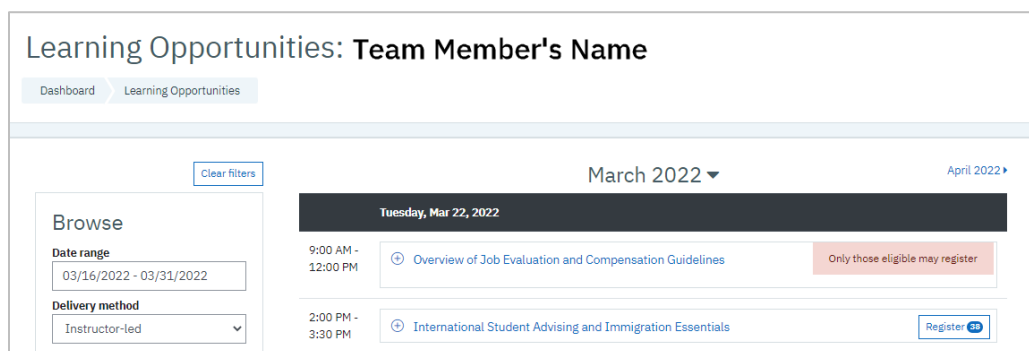 Learning Opportunities: Team Member's Name
Dashboard Learning Opportunities
Clear filters
March 2022
April 2022
Browse
Date range
03/16/2022 - 03/31/2022
Delivery method
Instructor-led
Tuesday, Mar 22, 2022
9:00 AM -
12:00 PM
Overview of Job Evaluation and Compensation Guidelines
Only those eligible may register
2:00 PM -
3:30 PM
International Student Advising and Immigration Essentials
Register 38